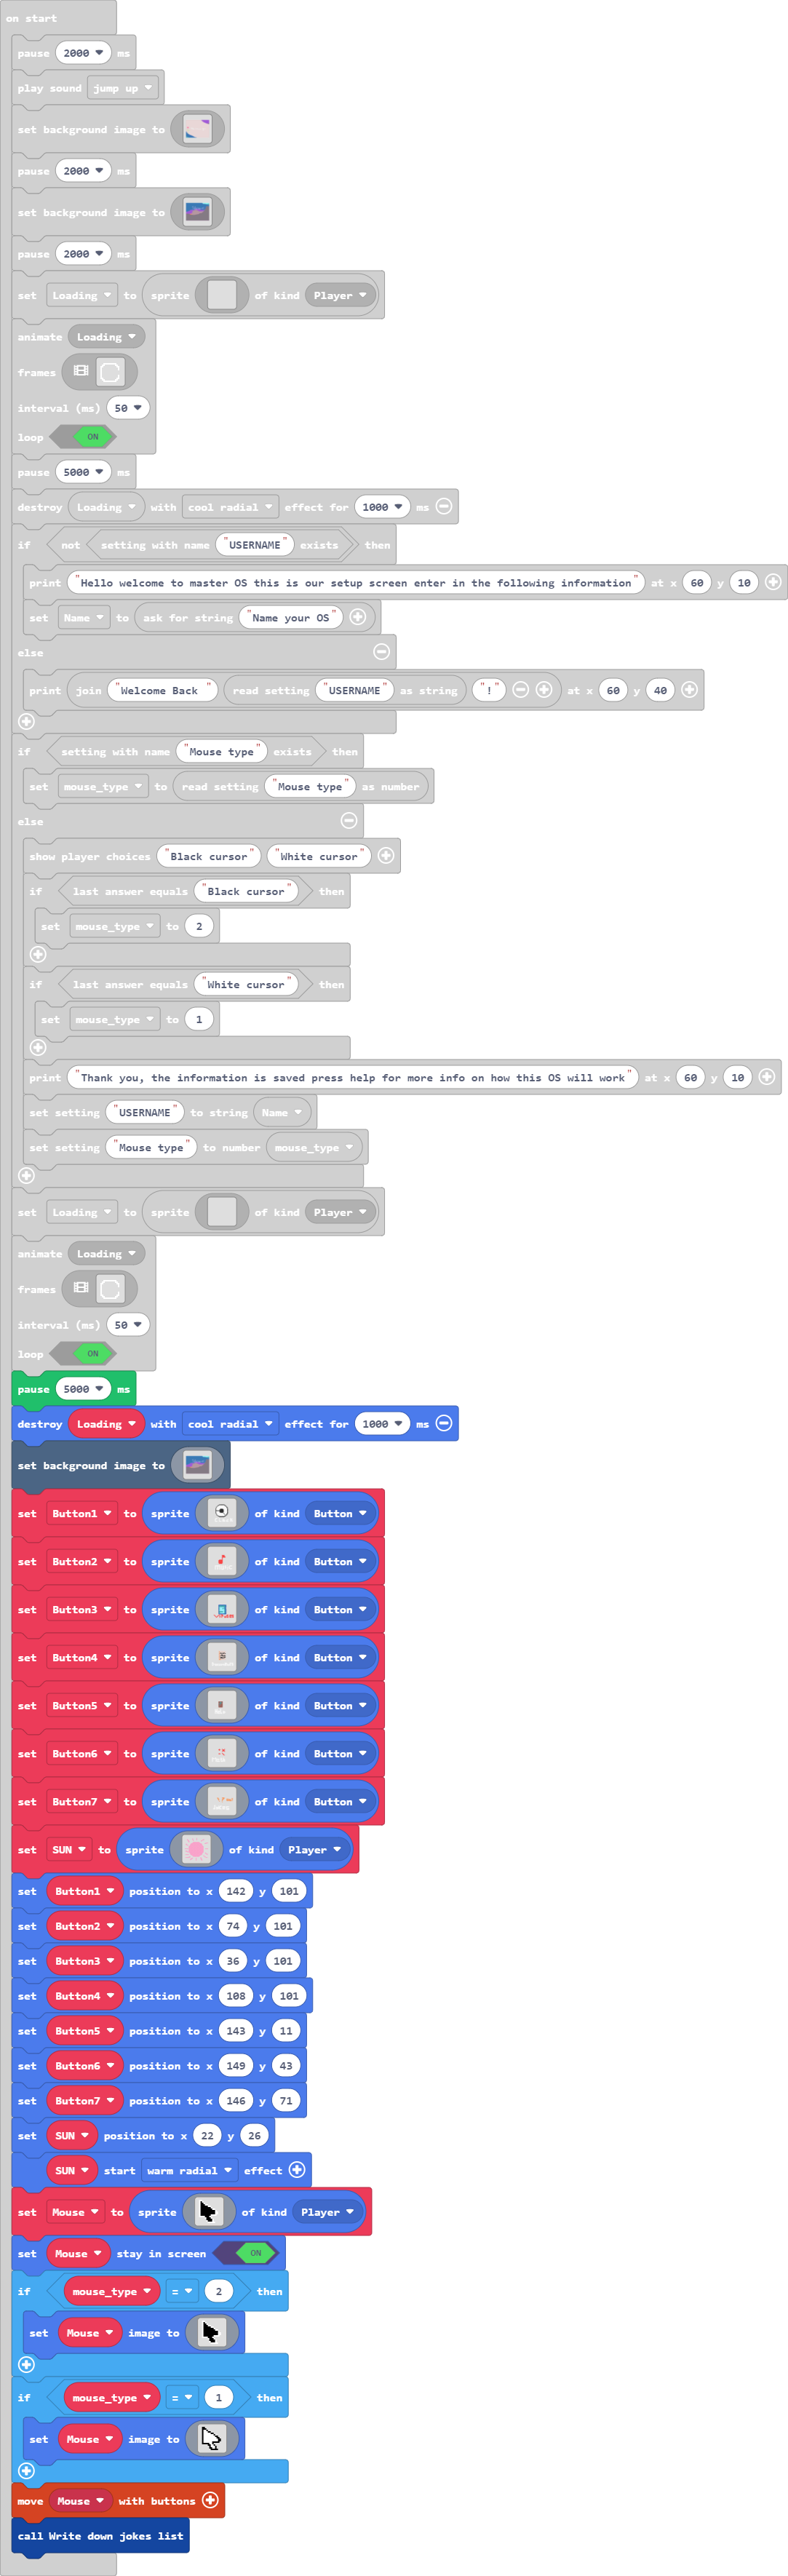 on start
pause 2000 ms
play sound jump up
set background image to
pause 2000 ms
set background image to
pause 2000 ms
set Loading to sprite of kind Player
animate Loading
frames
interval (ms) 50
loop ON
pause 5000 ms
destroy Loading with cool radial effect for 1000 ms
if not setting with name "USERNAME" exists then
print "Hello welcome to master OS this is our setup screen enter in the following information" at x 60 y 10
set Name to ask for string "Name your OS"
else
print join "Welcome Back " read setting "USERNAME" as string "!" at x 60 y 40
if setting with name "Mouse type" exists then
set mouse_type to read setting "Mouse type" as number
else
show player choices "Black cursor" "White cursor"
if last answer equals "Black cursor" then
set mouse_type to 2
if last answer equals "White cursor" then
set mouse_type to 1
print "Thank you, the information is saved press help for more info on how this OS will work" at x 60 y 10
set setting "USERNAME" to string Name
set setting "Mouse type" to number mouse_type
set Loading to sprite of kind Player
animate Loading
frames
interval (ms) 50
loop ON
pause 5000 ms
destroy Loading with cool radial effect for 1000 ms
set background image to
set Button1 to sprite of kind Button
set Button2 to sprite of kind Button
set Button3 to sprite of kind Button
set Button4 to sprite of kind Button
set Button5 to sprite of kind Button
set Button6 to sprite of kind Button
set Button7 to sprite of kind Button
set SUN to sprite of kind Player
set Button1 position to x 142 y 101
set Button2 position to x 74 y 101
set Button3 position to x 36 y 101
set Button4 position to x 108 y 101
set Button5 position to x 143 y 11
set Button6 position to x 149 y 43
set Button7 position to x 146 y 71
set SUN position to x 22 y 26
SUN start warm radial effect
set Mouse to sprite of kind Player
set Mouse stay in screen ON
if mouse_type = 2 then
set Mouse image to
if mouse_type = 1 then
set Mouse image to
move Mouse with buttons
call Write down jokes list